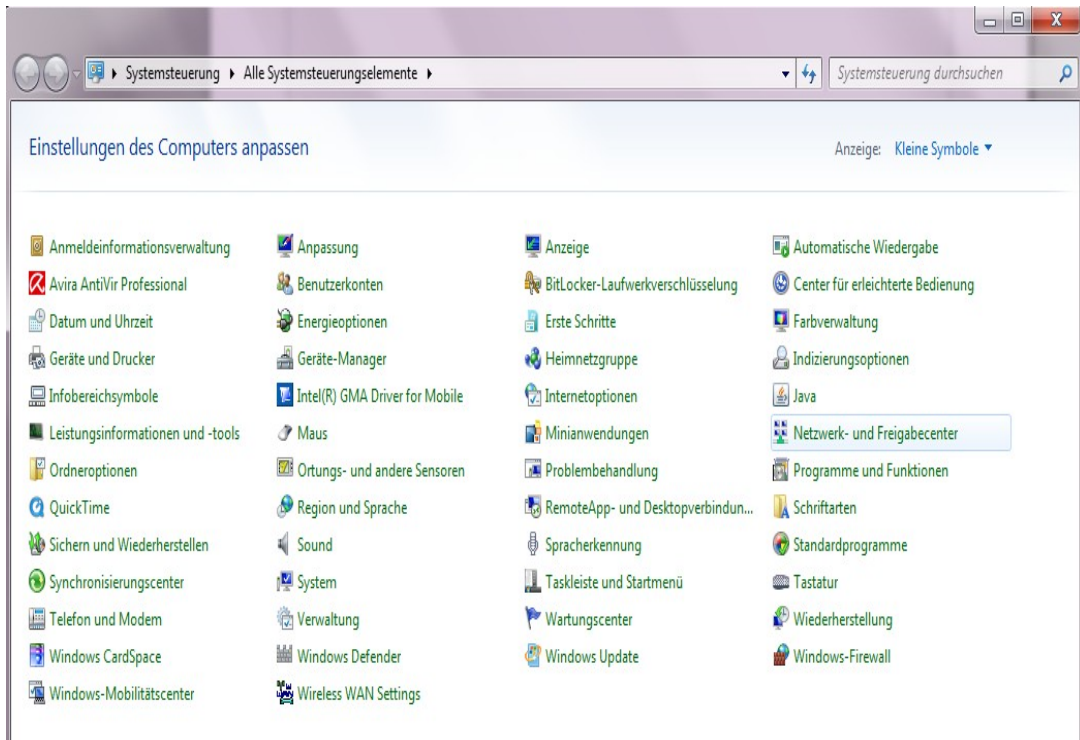 Systemsteuerung Alle Systemsteuerungselemente Systemsteuerung durchsuchen
Einstellungen des Computers anpassen Anzeige: Kleine Symbole
Anmeldeinformationsverwaltung Anpassung Anzeige Automatische Wiedergabe
Avira AntiVir Professional Benutzerkonten BitLocker-Laufwerkverschlüsselung Center für erleichterte Bedienung
Datum und Uhrzeit Energieoptionen Erste Schritte Farbverwaltung
Geräte und Drucker Geräte-Manager Heimnetzgruppe Indizierungsoptionen
Infobereichsymbole Intel(R) GMA Driver for Mobile Internetoptionen Java
Leistungsinformationen und -tools Maus Minianwendungen Netzwerk- und Freigabecenter
Ordneroptionen Ortungs- und andere Sensoren Problembehandlung Programme und Funktionen
QuickTime Region und Sprache RemoteApp- und Desktopverbindun... Schriftarten
Sichern und Wiederherstellen Sound Spracherkennung Standardprogramme
Synchronisierungscenter System Taskleiste und Startmenü Tastatur
Telefon und Modem Verwaltung Wartungscenter Wiederherstellung
Windows CardSpace Windows Defender Windows Update Windows-Firewall
Windows-Mobilitätscenter Wireless WAN Settings